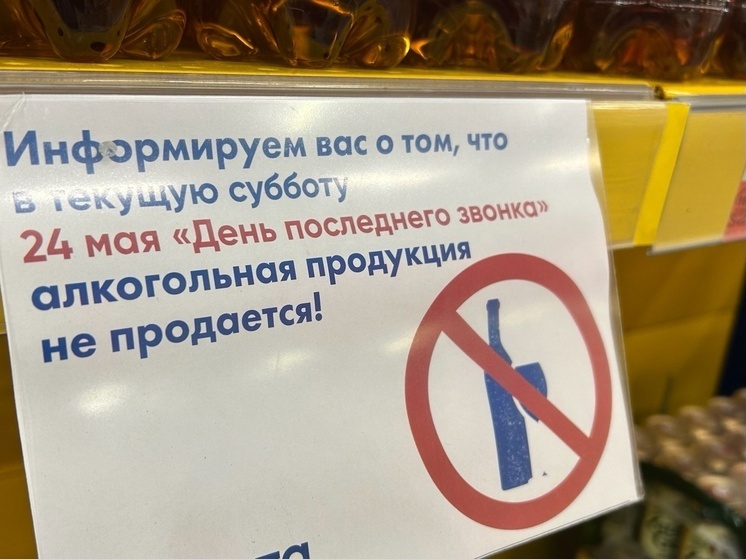 Информируем вас о том, что
в текущую субботу
24 мая «День последнего звонка»
алкогольная продукция
не продается!